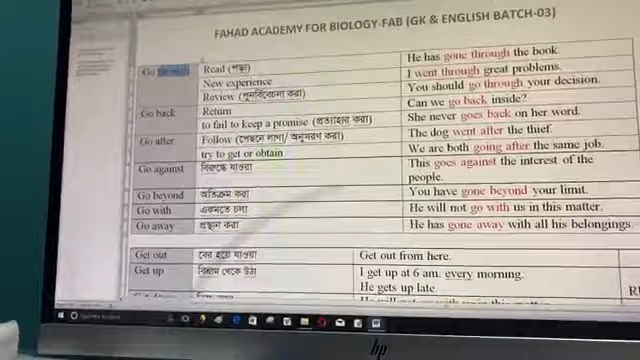 FAHAD ACADEMY FOR BIOLOGY-FAB (GK & ENGLISH BATCH-03)
Go through Read (পড়া) He has gone through the book.
New experience I went through great problems.
Review (পুনর্বিবেচনা করা) You should go through your decision.
Go back Return Can we go back inside?
to fail to keep a promise (প্রত্যাহার করা) She never goes back on her word.
Go after Follow (পেছনে লাগা/ অনুসরণ করা) The dog went after the thief.
try to get or obtain We are both going after the same job.
Go against বিরুদ্ধে যাওয়া This goes against the interest of the
people.
Go beyond অতিক্রম করা You have gone beyond your limit.
Go with একমতে চলা He will not go with us in this matter.
Go away প্রস্থান করা He has gone away with all his belongings.
Get out বের হয়ে যাওয়া Get out from here.
Get up বিশ্রাম থেকে উঠা I get up at 6 am. every morning.
He gets up late.
hp